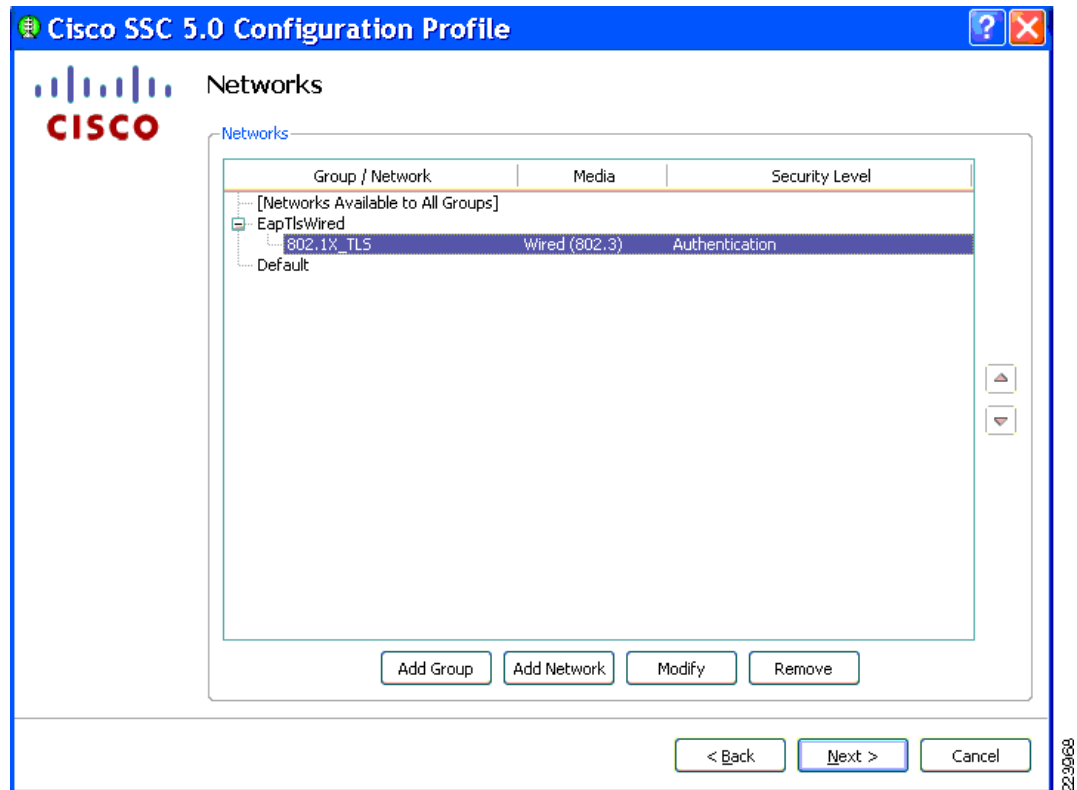 Cisco SSC 5.0 Configuration Profile
?
CISCO
Networks
Networks
Group / Network Media Security Level
[Networks Available to All Groups]
EapTlsWired
802.1X_TLS Wired (802.3) Authentication
Default
Add Group Add Network Modify Remove
< Back Next > Cancel
223968